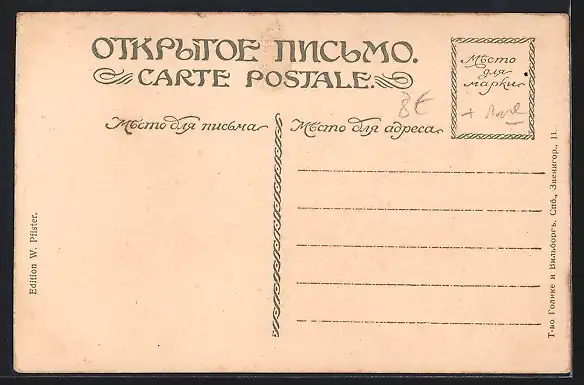 ОТКРЫТОЕ ПИСЬМО.
CARTE POSTALE.
Мѣсто
для
марки
8€
Мѣсто для письма
Мѣсто для адреса
Edition W. Pfister.
Т-во Голике и Вильборгъ. Спб., Звенигор., 11.